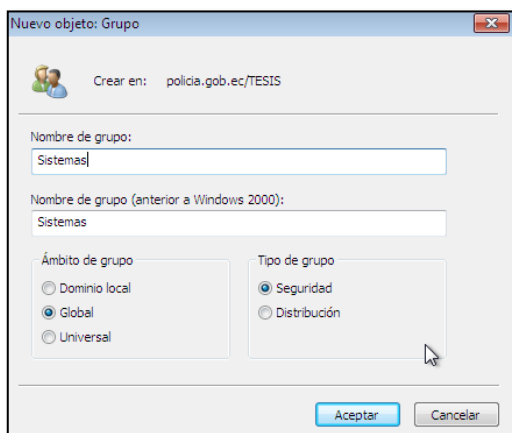 Nuevo objeto: Grupo
Crear en: policia.gob.ec/TESIS
Nombre de grupo:
Sistemas
Nombre de grupo (anterior a Windows 2000):
Sistemas
Ámbito de grupo
Dominio local
Global
Universal
Tipo de grupo
Seguridad
Distribución
Aceptar
Cancelar